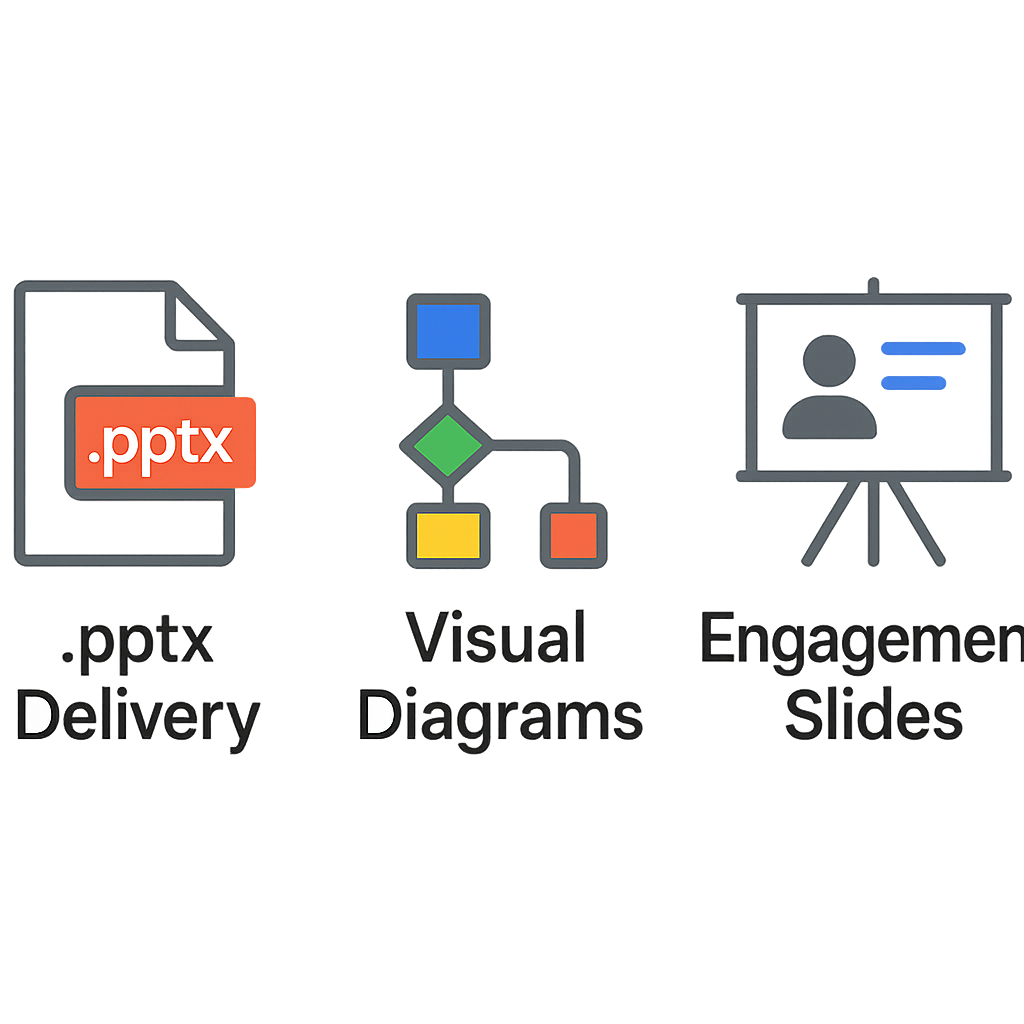 .pptx
.pptx
Delivery
Visual
Diagrams
Engagemen
Slides